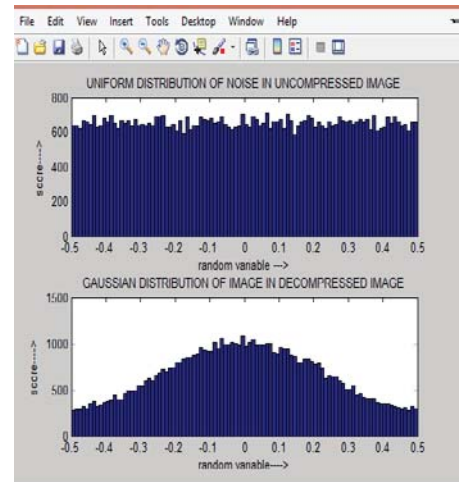 File Edit View Insert Tools Desktop Window Help
UNIFORM DISTRIBUTION OF NOISE IN UNCOMPRESSED IMAGE
800
600
400
200
0
sccre---->
-0.5 -0.4 -0.3 -0.2 -0.1 0 0.1 0.2 0.3 0.4 0.5
random vanable --->
GAUSSIAN DISTRIBUTION OF IMAGE IN DECOMPRESSED IMAGE
1500
1000
500
0
sccre---->
-0.5 -0.4 -0.3 -0.2 -0.1 0 0.1 0.2 0.3 0.4 0.5
random vanable---->